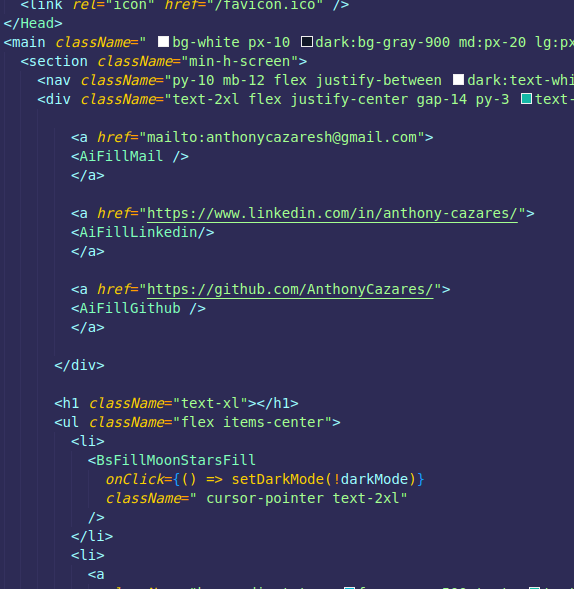 <link rel="icon" href="/favicon.ico" />
</Head>
<main className=" bg-white px-10 dark:bg-gray-900 md:px-20 lg:px
<section className="min-h-screen">
<nav className="py-10 mb-12 flex justify-between dark:text-whi
<div className="text-2xl flex justify-center gap-14 py-3 text-
<a href="mailto:anthonycazaresh@gmail.com">
<AiFillMail />
</a>
<a href="https://www.linkedin.com/in/anthony-cazares/">
<AiFillLinkedin/>
</a>
<a href="https://github.com/AnthonyCazares/">
<AiFillGithub />
</a>
</div>
<h1 className="text-xl"></h1>
<ul className="flex items-center">
<li>
<BsFillMoonStarsFill
onClick={() => setDarkMode(!darkMode)}
className=" cursor-pointer text-2xl"
/>
</li>
<li>
<a